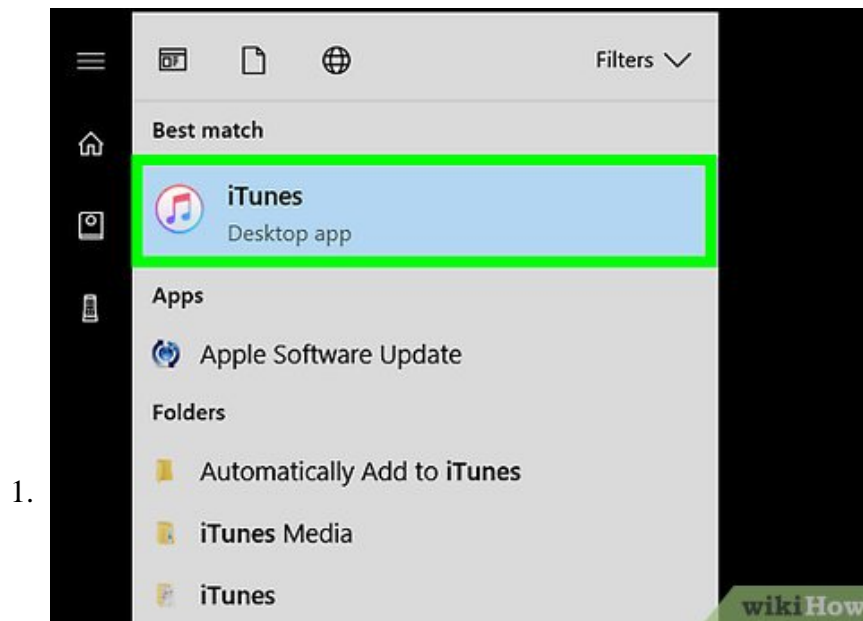 Filters
Best match
iTunes
Desktop app
Apps
Apple Software Update
Folders
Automatically Add to iTunes
1.
iTunes Media
iTunes
wikiHow